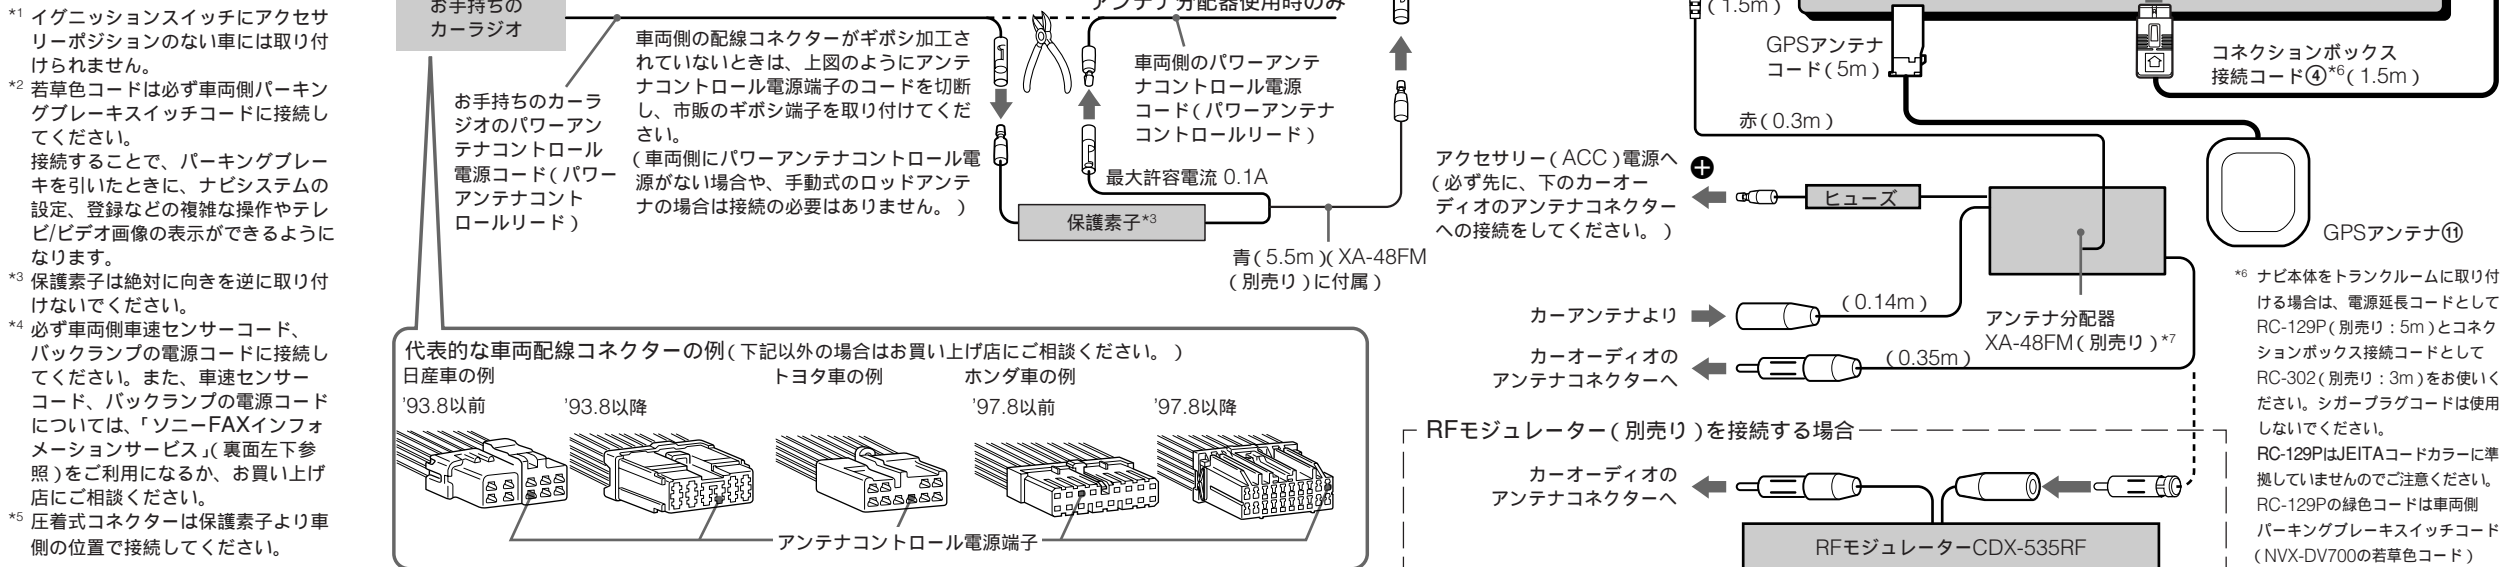 *1 イグニッションスイッチにアクセサ
リーポジションのない車には取り付
けられません。
*2 若草色コードは必ず車両側パーキン
グブレーキスイッチコードに接続し
てください。
接続することで、パーキングブレー
キを引いたときに、ナビシステムの
設定、登録などの複雑な操作やテレ
ビ/ビデオ画像の表示ができるように
なります。
*3 保護素子は絶対に向きを逆に取り付
けないでください。
*4 必ず車両側車速センサーコード、
バックランプの電源コードに接続し
てください。また、車速センサー
コード、バックランプの電源コード
については、「ソニーFAXインフォ
メーションサービス」(裏面左下参
照)をご利用になるか、お買い上げ
店にご相談ください。
*5 圧着式コネクターは保護素子より車
側の位置で接続してください。
お手持ちの
カーラジオ
お手持ちのカーラ
ジオのパワーアン
テナコントロール
電源コード(パワー
アンテナコント
ロールリード)
車両側の配線コネクターがギボシ加工さ
れていないときは、上図のようにアンテ
ナコントロール電源端子のコードを切断
し、市販のギボシ端子を取り付けてくだ
さい。
(車両側にパワーアンテナコントロール電
源がない場合や、手動式のロッドアンテ
ナの場合は接続の必要はありません。)
アンテナ分配器使用時のみ
車両側のパワーアンテ
ナコントロール電源
コード(パワーアンテナ
コントロールリード)
最大許容電流 0.1A
保護素子*3
青(5.5m)(XA-48FM
(別売り)に付属)
代表的な車両配線コネクターの例(下記以外の場合はお買い上げ店にご相談ください。)
日産車の例 トヨタ車の例 ホンダ車の例
'93.8以前 '93.8以降 '97.8以前 '97.8以降
アンテナコントロール電源端子
(1.5m)
GPSアンテナ
コード(5m)
コネクションボックス
接続コード④*6(1.5m)
赤(0.3m)
アクセサリー(ACC)電源へ
(必ず先に、下のカーオー
ディオのアンテナコネクター
への接続をしてください。)
ヒューズ
GPSアンテナ⑪
カーアンテナより
(0.14m)
アンテナ分配器
XA-48FM(別売り)*7
カーオーディオの
アンテナコネクターへ
(0.35m)
RFモジュレーター(別売り)を接続する場合
カーオーディオの
アンテナコネクターへ
RFモジュレーターCDX-535RF
*6 ナビ本体をトランクルームに取り付
ける場合は、電源延長コードとして
RC-129P(別売り:5m)とコネク
ションボックス接続コードとして
RC-302(別売り:3m)をお使いく
ださい。シガープラグコードは使用
しないでください。
RC-129PはJEITAコードカラーに準
拠していませんのでご注意ください。
RC-129Pの緑色コードは車両側
パーキングブレーキスイッチコード
(NVX-DV700の若草色コード)